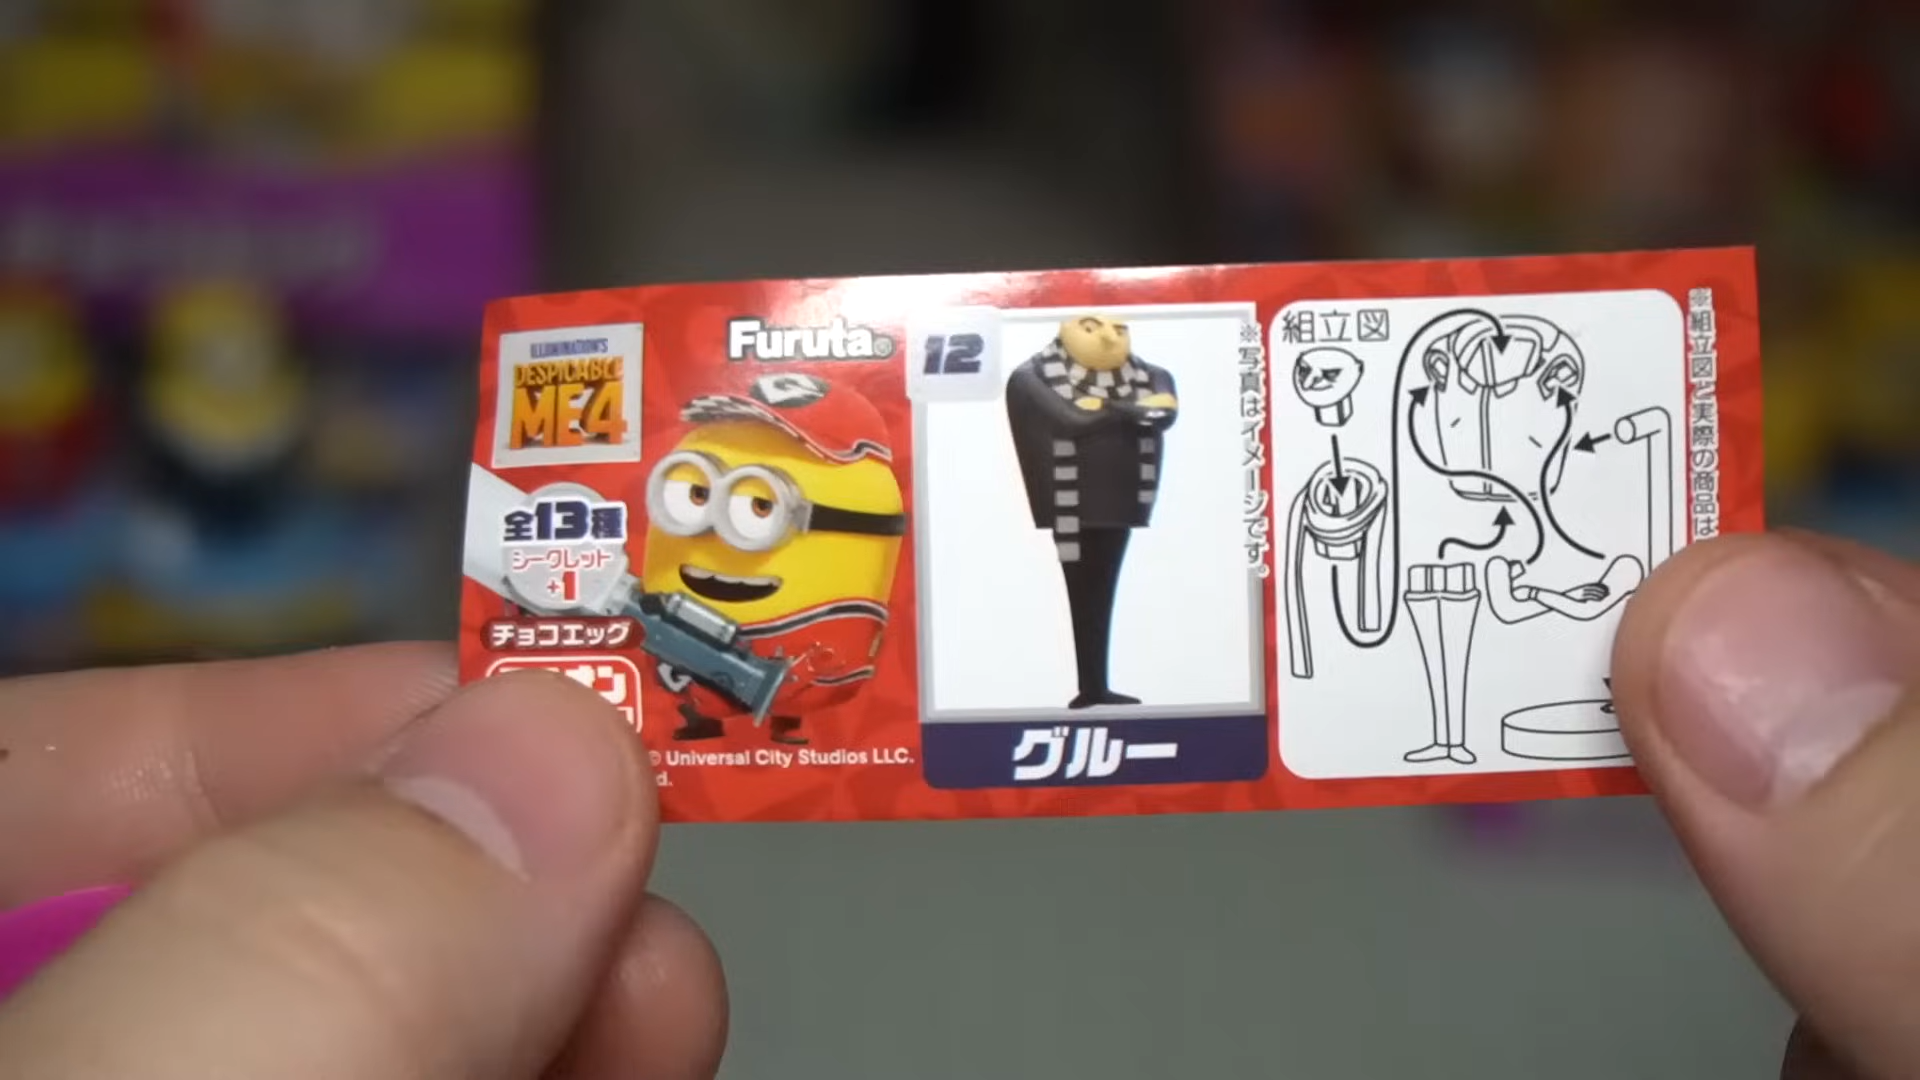 ILLUMINATION'S
DESPICABLE
ME4
Furuta®
全13種
シークレット
+1
チョコエッグ
© Universal City Studios LLC.
d.
12
グルー
※写真はイメージです。
組立図
※組立図と実際の商品は